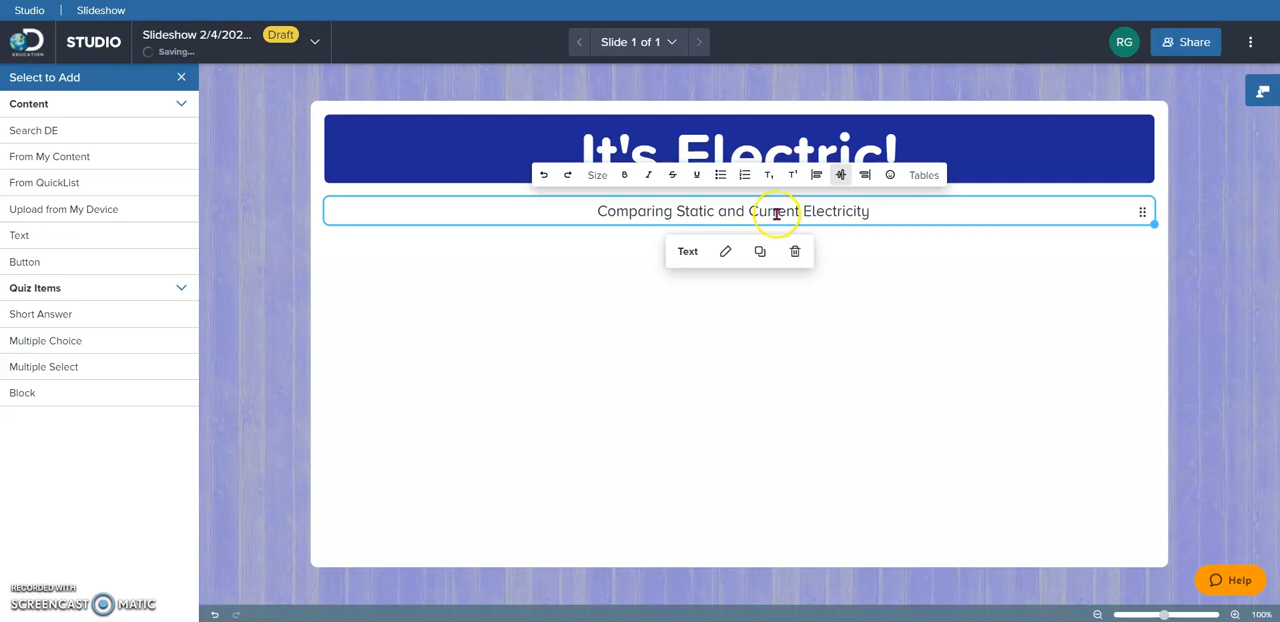 Studio | Slideshow
EDUCATION
STUDIO
Slideshow 2/4/202...
Draft
Saving...
Slide 1 of 1
RG
Share
Select to Add
Content
Search DE
From My Content
From QuickList
Upload from My Device
Text
Button
Quiz Items
Short Answer
Multiple Choice
Multiple Select
Block
It's Electric!
Size B I S U T₁ T¹ Tables
Comparing Static and Current Electricity
Text
RECORDED WITH
SCREENCAST MATIC
Help
100%